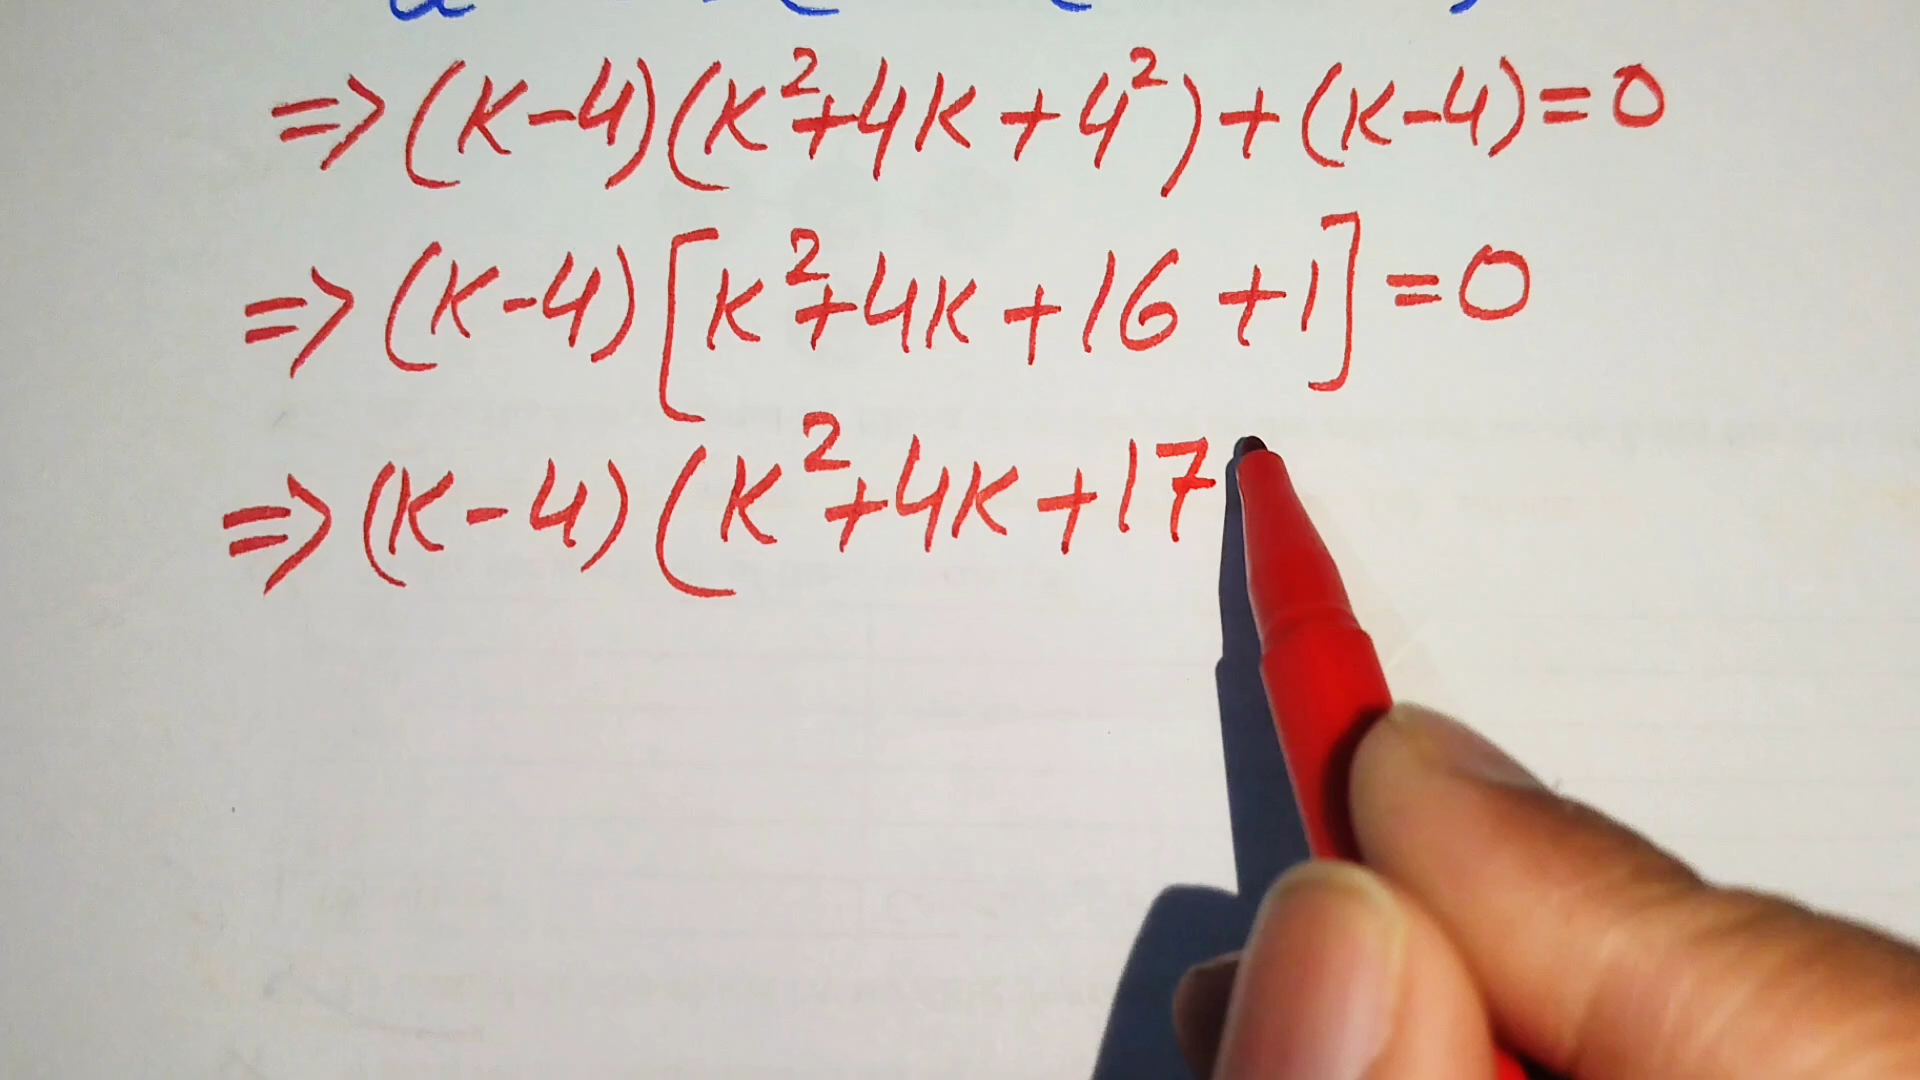 => (K-4)(K²+4K+4²)+(K-4)=0
=> (K-4)[K²+4K+16+1]=0
=> (K-4)(K²+4K+17